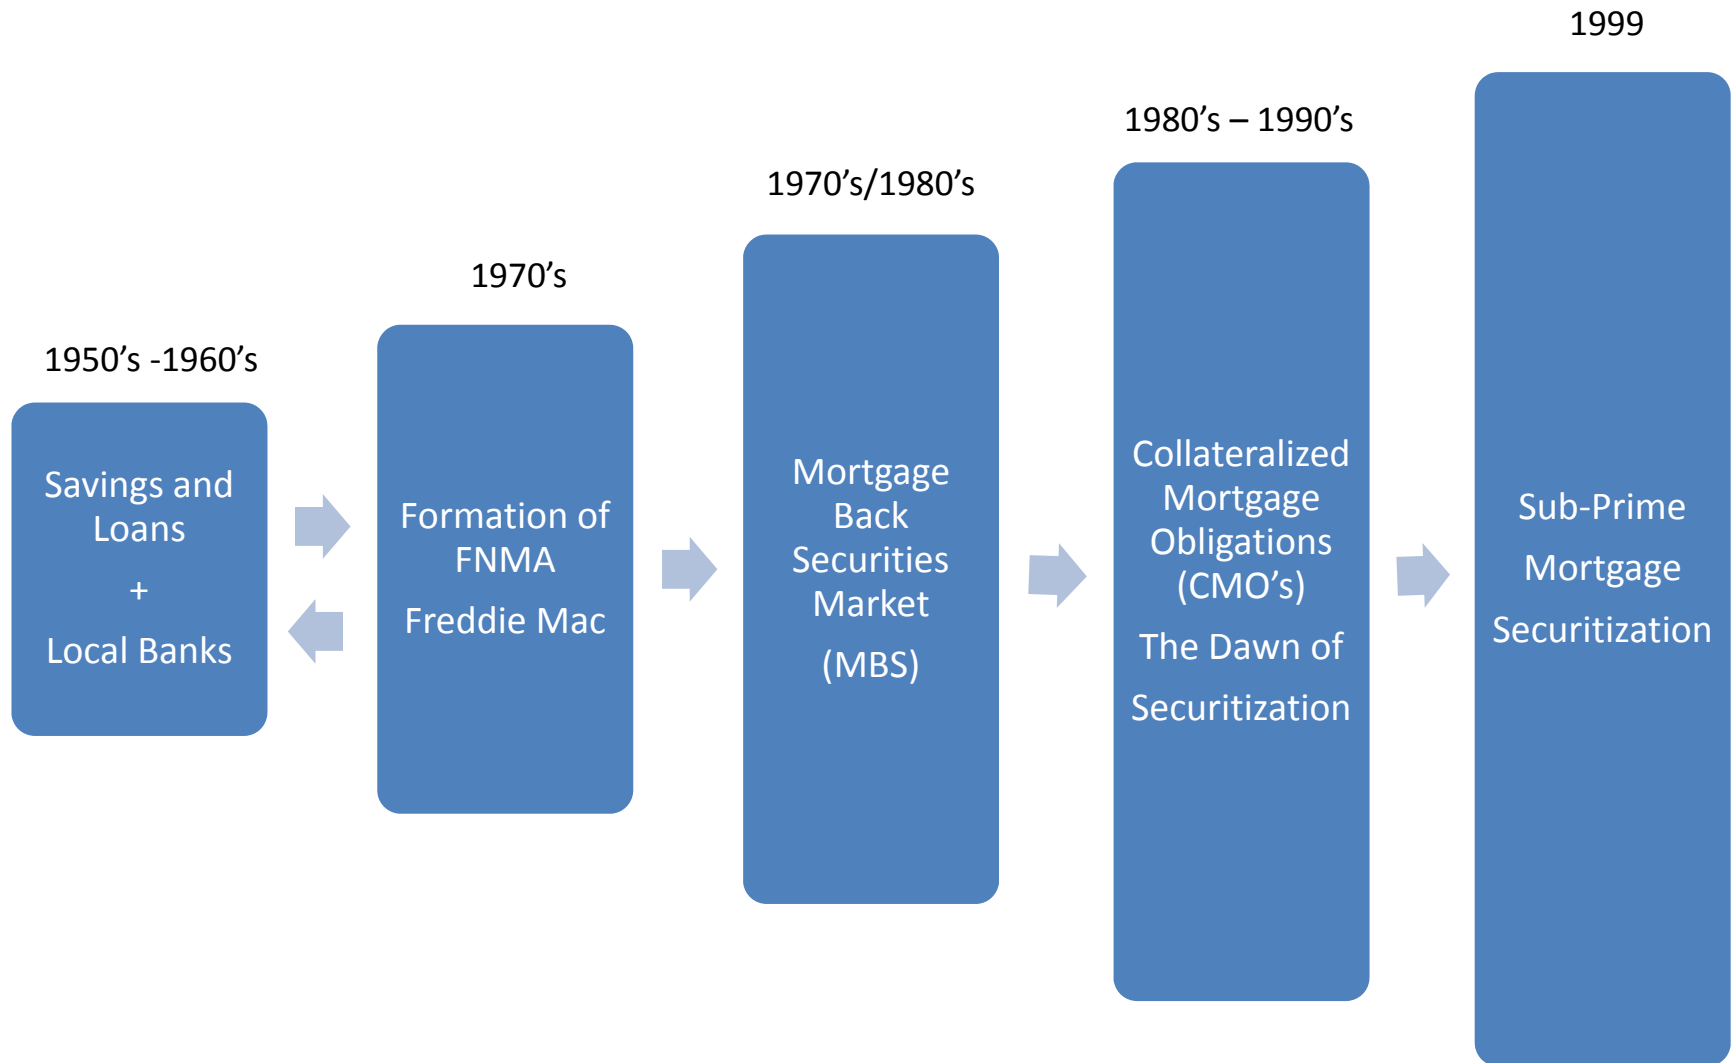 1950’s -1960’s
Savings and
Loans
+
Local Banks
1970’s
Formation of
FNMA
Freddie Mac
1970’s/1980’s
Mortgage
Back
Securities
Market
(MBS)
1980’s – 1990’s
Collateralized
Mortgage
Obligations
(CMO’s)
The Dawn of
Securitization
1999
Sub-Prime
Mortgage
Securitization